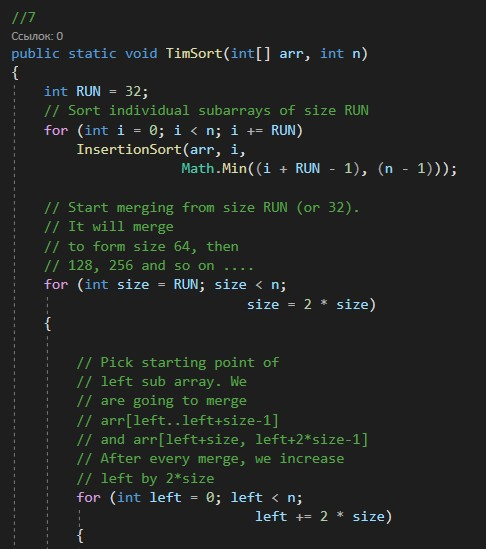 //7
Ссылок: 0
public static void TimSort(int[] arr, int n)
{
int RUN = 32;
// Sort individual subarrays of size RUN
for (int i = 0; i < n; i += RUN)
InsertionSort(arr, i,
Math.Min((i + RUN - 1), (n - 1)));
// Start merging from size RUN (or 32).
// It will merge
// to form size 64, then
// 128, 256 and so on ....
for (int size = RUN; size < n;
size = 2 * size)
{
// Pick starting point of
// left sub array. We
// are going to merge
// arr[left..left+size-1]
// and arr[left+size, left+2*size-1]
// After every merge, we increase
// left by 2*size
for (int left = 0; left < n;
left += 2 * size)
{